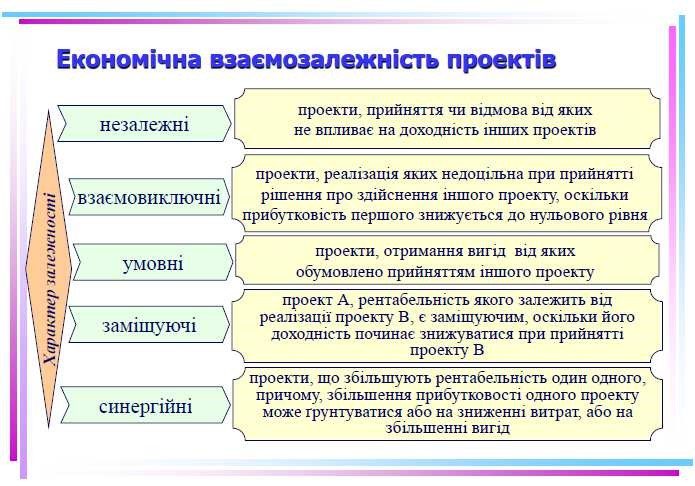 Економічна взаємозалежність проектів
Характер залежності
незалежні
проекти, прийняття чи відмова від яких
не впливає на доходність інших проектів
взаємовиключні
проекти, реалізація яких недоцільна при прийнятті
рішення про здійснення іншого проекту, оскільки
прибутковість першого знижується до нульового рівня
умовні
проекти, отримання вигід від яких
обумовлено прийняттям іншого проекту
заміщуючі
проект А, рентабельність якого залежить від
реалізації проекту В, є заміщуючим, оскільки його
доходність починає знижуватися при прийнятті
проекту В
синергійні
проекти, що збільшують рентабельність один одного,
причому, збільшення прибутковості одного проекту
може ґрунтуватися або на зниженні витрат, або на
збільшенні вигід